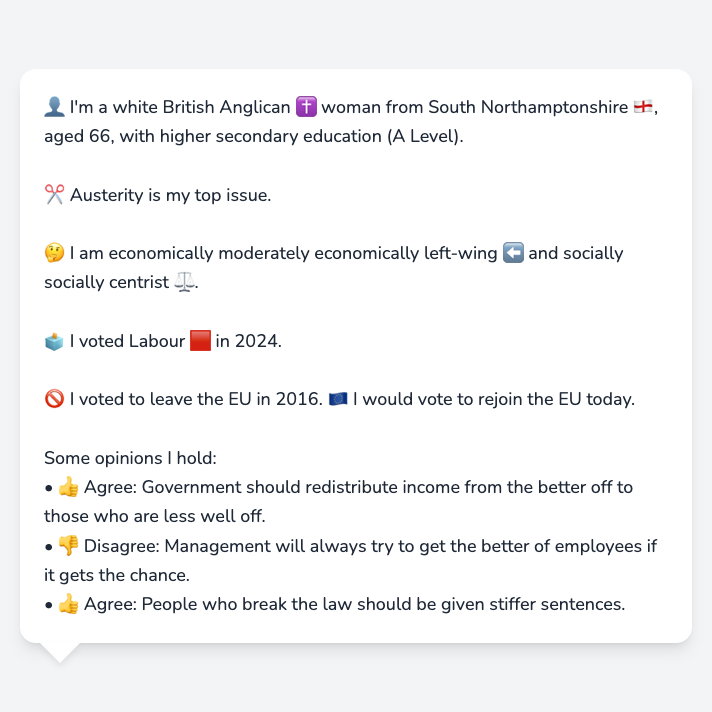 👤 I'm a white British Anglican ✝️ woman from South Northamptonshire 🏴󠁧󠁢󠁥󠁮󠁧󠁿,
aged 66, with higher secondary education (A Level).
✂️ Austerity is my top issue.
🤔 I am economically moderately economically left-wing ⬅️ and socially
socially centrist ⚖️.
🗳️ I voted Labour 🟥 in 2024.
🚫 I voted to leave the EU in 2016. 🇪🇺 I would vote to rejoin the EU today.
Some opinions I hold:
• 👍 Agree: Government should redistribute income from the better off to
those who are less well off.
• 👎 Disagree: Management will always try to get the better of employees if
it gets the chance.
• 👍 Agree: People who break the law should be given stiffer sentences.